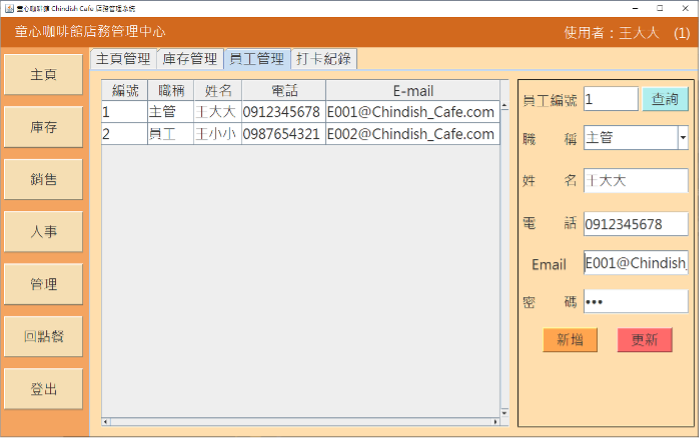 童心咖啡館 Chindish Café 店務管理系統
童心咖啡館店務管理中心
使用者：王大大 (1)
主頁
庫存
銷售
人事
管理
回點餐
登出
主頁管理 庫存管理 員工管理 打卡紀錄
編號 職稱 姓名 電話 E-mail
1 主管 王大大 0912345678 E001@Chindish_Cafe.com
2 員工 王小小 0987654321 E002@Chindish_Cafe.com
員工編號 1 查詢
職 稱 主管
姓 名 王大大
電 話 0912345678
Email E001@Chindish_
密 碼 •••
新增 更新